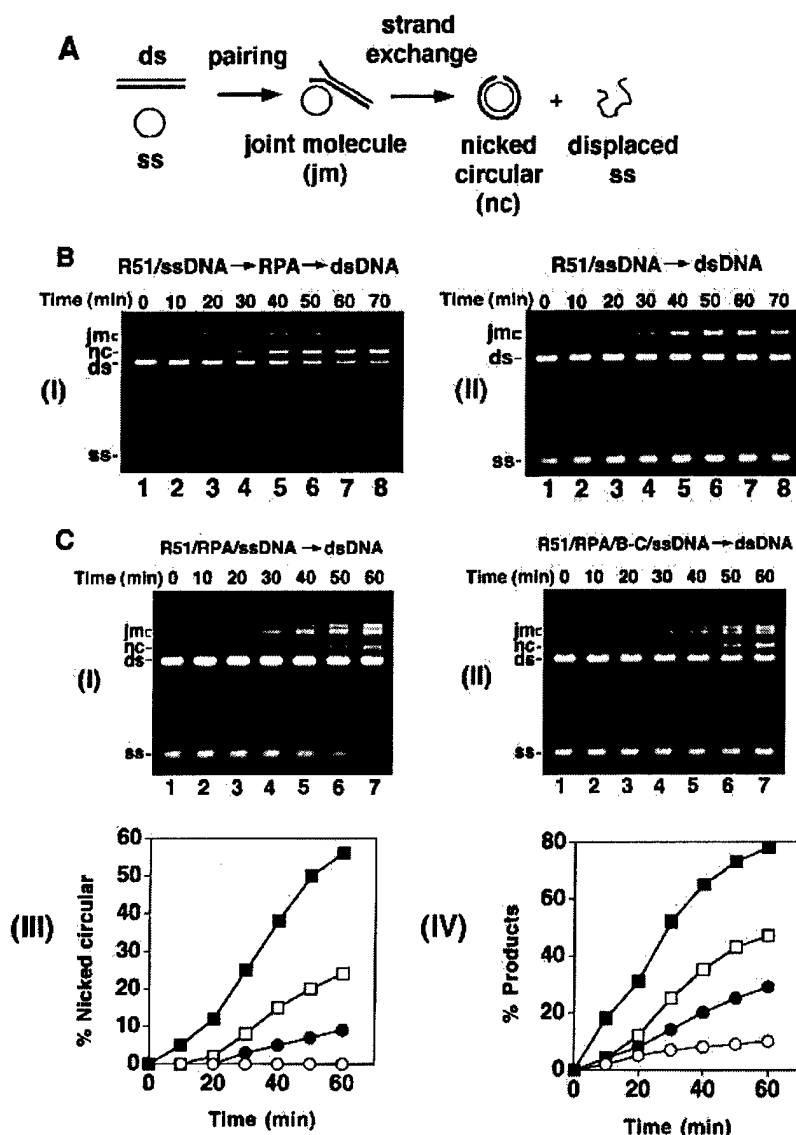 A
ds
pairing
strand
exchange
ss
joint molecule
(jm)
nicked
circular
(nc)
+
displaced
ss
B
R51/ssDNA→RPA→dsDNA
Time (min) 0 10 20 30 40 50 60 70
jm
nc-
ds-
(I)
ss-
1 2 3 4 5 6 7 8
R51/ssDNA→dsDNA
Time (min) 0 10 20 30 40 50 60 70
jm
ds-
(II)
ss-
1 2 3 4 5 6 7 8
C
R51/RPA/ssDNA→dsDNA
Time (min) 0 10 20 30 40 50 60
jm
nc-
ds-
(I)
ss-
1 2 3 4 5 6 7
R51/RPA/B-C/ssDNA→dsDNA
Time (min) 0 10 20 30 40 50 60
jm
nc-
ds-
(II)
ss-
1 2 3 4 5 6 7
(III)
% Nicked circular
60
50
40
30
20
10
0
0 20 40 60
Time (min)
(IV)
% Products
80
60
40
20
0
0 20 40 60
Time (min)